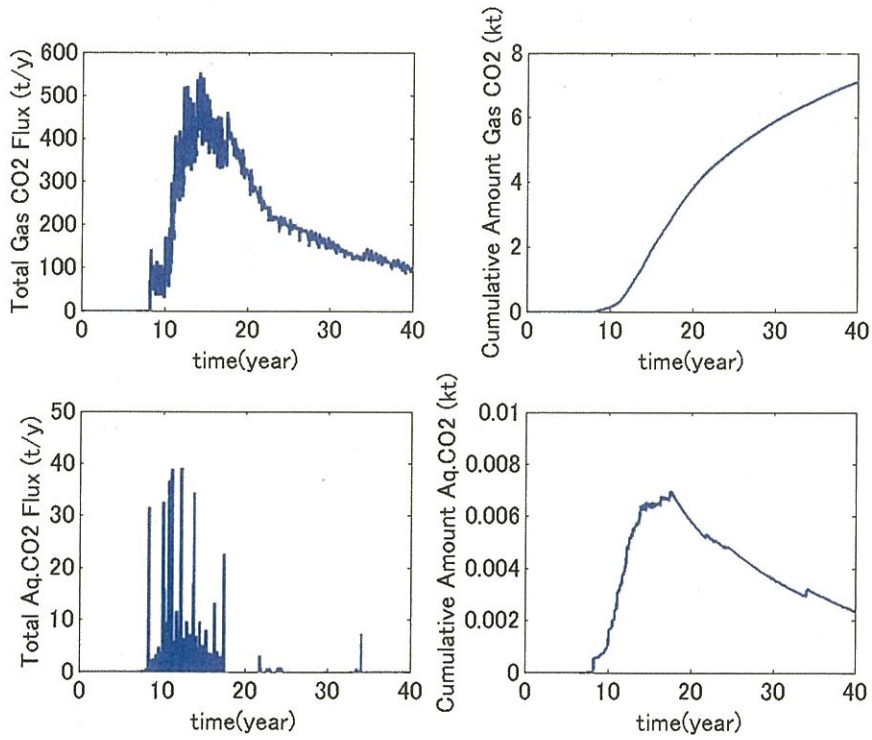 Total Gas CO2 Flux (t/y)
600
500
400
300
200
100
0
0 10 20 30 40
time(year)
Cumulative Amount Gas CO2 (kt)
8
6
4
2
0
0 10 20 30 40
time(year)
Total Aq.CO2 Flux (t/y)
50
40
30
20
10
0
0 10 20 30 40
time(year)
Cumulative Amount Aq.CO2 (kt)
0.01
0.008
0.006
0.004
0.002
0
0 10 20 30 40
time(year)